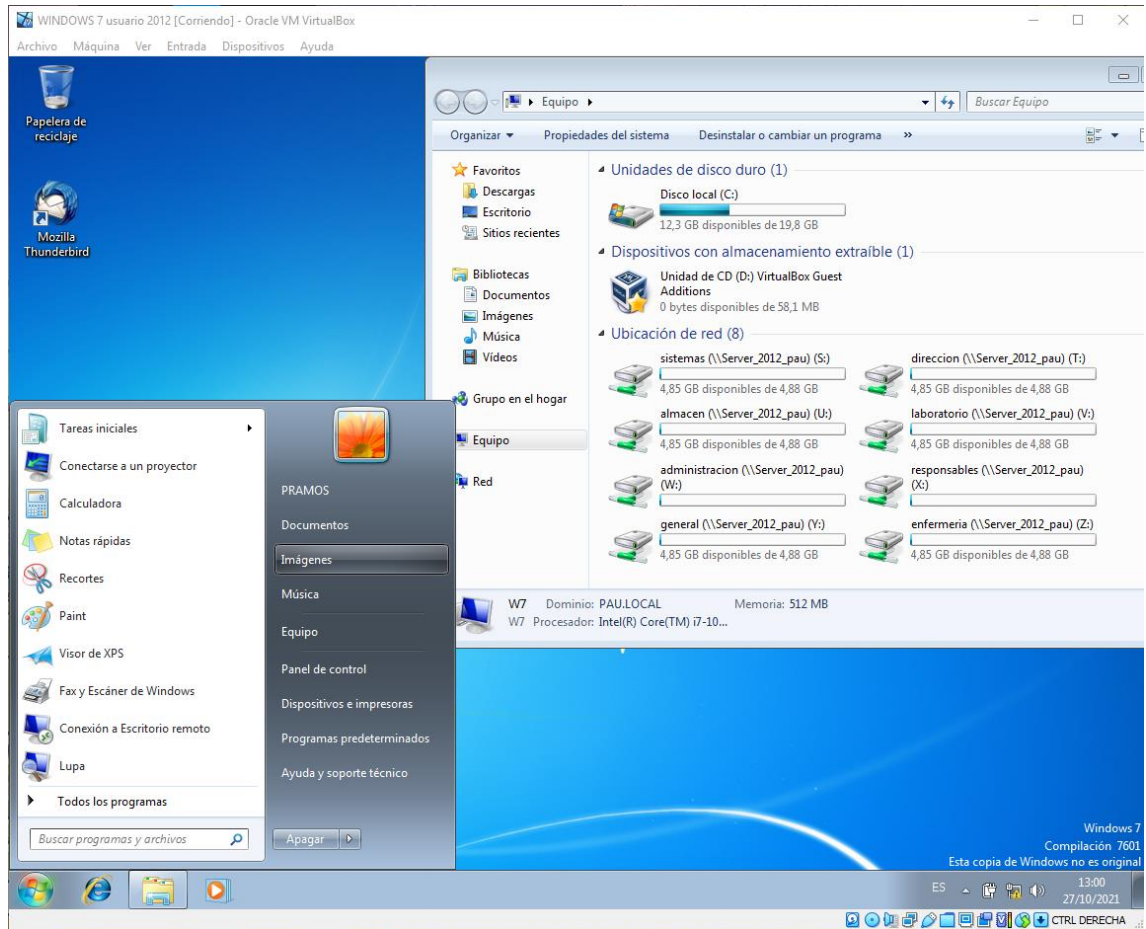 WINDOWS 7 usuario 2012 [Corriendo] - Oracle VM VirtualBox
Archivo Máquina Ver Entrada Dispositivos Ayuda
Papelera de
reciclaje
Mozilla
Thunderbird
Equipo
Buscar Equipo
Organizar
Propiedades del sistema
Desinstalar o cambiar un programa
»
Favoritos
Descargas
Escritorio
Sitios recientes
Bibliotecas
Documentos
Imágenes
Música
Vídeos
Grupo en el hogar
Equipo
Red
Unidades de disco duro (1)
Disco local (C:)
12,3 GB disponibles de 19,8 GB
Dispositivos con almacenamiento extraíble (1)
Unidad de CD (D:) VirtualBox Guest
Additions
0 bytes disponibles de 58,1 MB
Ubicación de red (8)
sistemas (\\Server_2012_pau) (S:)
4,85 GB disponibles de 4,88 GB
direccion (\\Server_2012_pau) (T:)
4,85 GB disponibles de 4,88 GB
almacen (\\Server_2012_pau) (U:)
4,85 GB disponibles de 4,88 GB
laboratorio (\\Server_2012_pau) (V:)
4,85 GB disponibles de 4,88 GB
administracion (\\Server_2012_pau)
(W:)
responsables (\\Server_2012_pau)
(X:)
general (\\Server_2012_pau) (Y:)
4,85 GB disponibles de 4,88 GB
enfermeria (\\Server_2012_pau) (Z:)
4,85 GB disponibles de 4,88 GB
W7 Dominio: PAU.LOCAL Memoria: 512 MB
W7 Procesador: Intel(R) Core(TM) i7-10...
Tareas iniciales
Conectarse a un proyector
Calculadora
Notas rápidas
Recortes
Paint
Visor de XPS
Fax y Escáner de Windows
Conexión a Escritorio remoto
Lupa
Todos los programas
Buscar programas y archivos
PRAMOS
Documentos
Imágenes
Música
Equipo
Panel de control
Dispositivos e impresoras
Programas predeterminados
Ayuda y soporte técnico
Apagar
Windows 7
Compilación 7601
Esta copia de Windows no es original
ES
13:00
27/10/2021
CTRL DERECHA